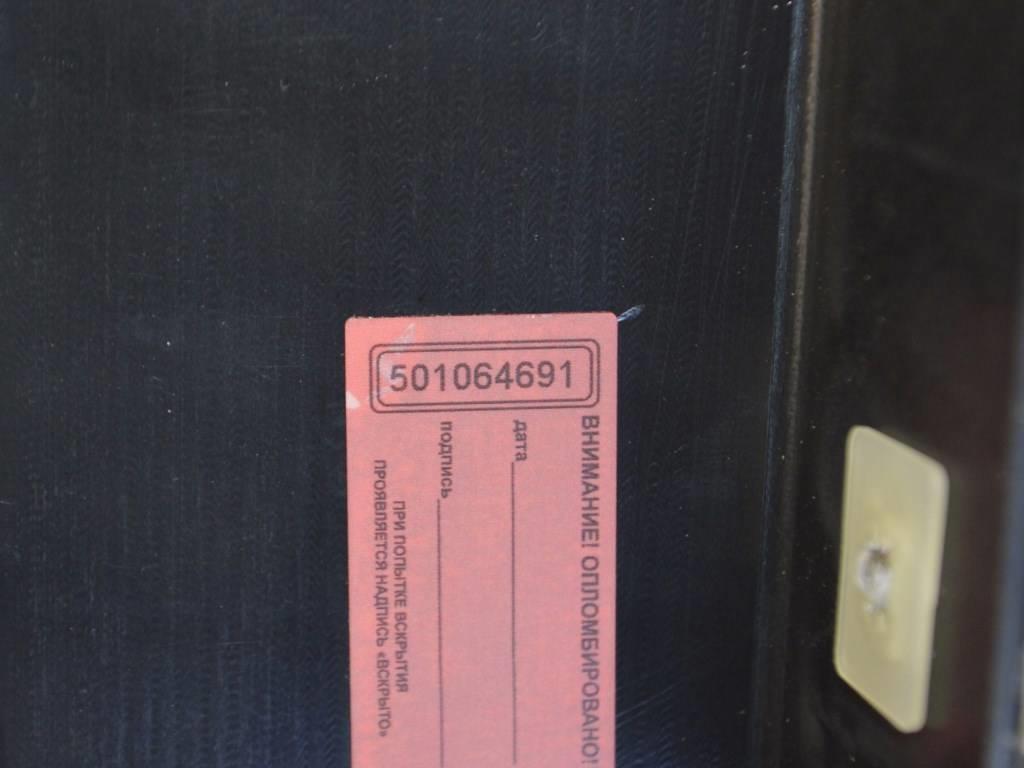 501064691
ВНИМАНИЕ! ОПЛОМБИРОВАНО!
дата
подпись
ПРИ ПОПЫТКЕ ВСКРЫТИЯ
ПРОЯВЛЯЕТСЯ НАДПИСЬ «ВСКРЫТО»